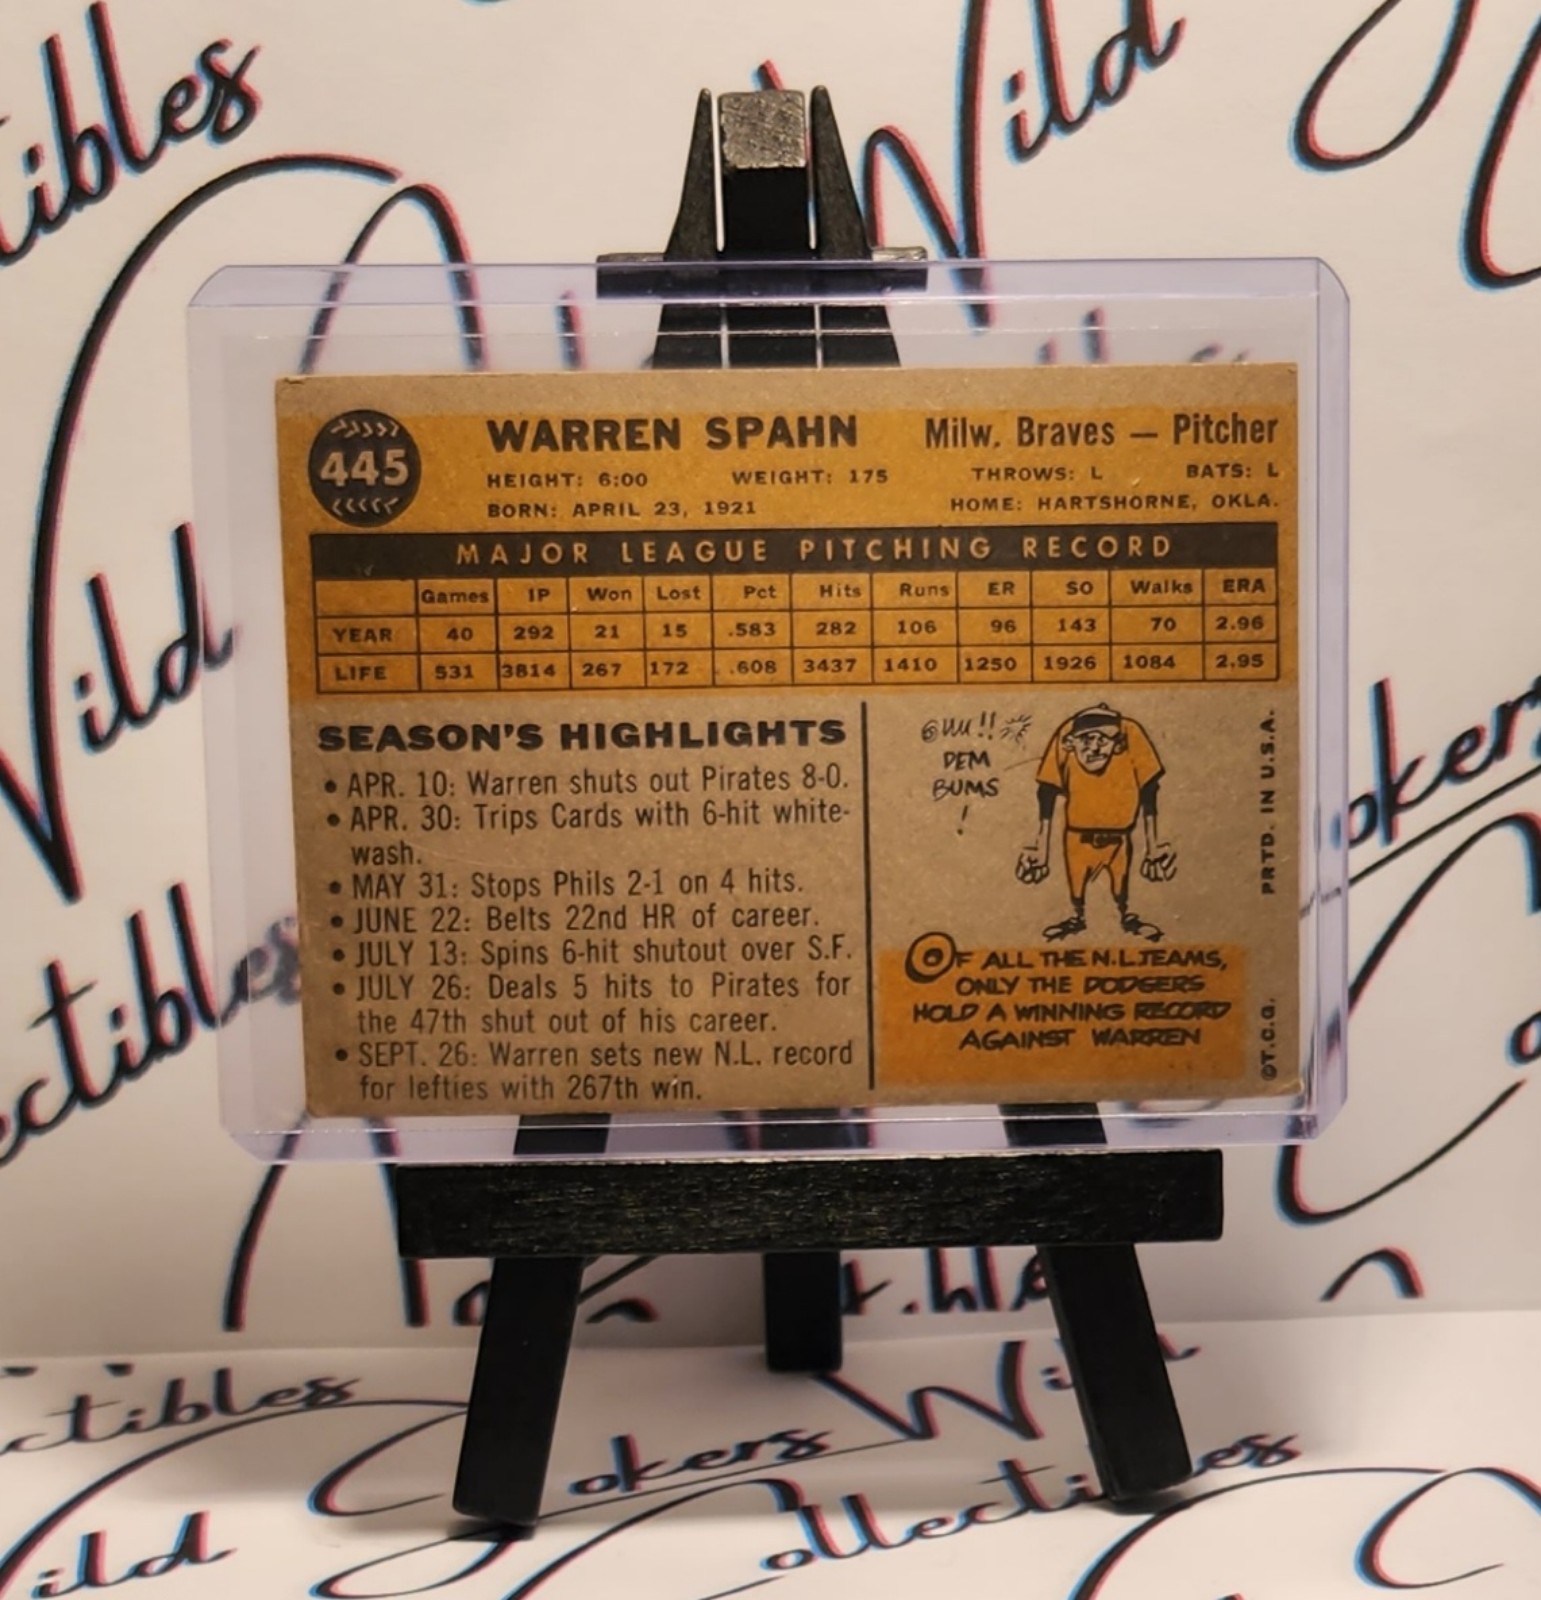 445
WARREN SPAHN Milw. Braves — Pitcher
HEIGHT: 6:00 WEIGHT: 175 THROWS: L BATS: L
BORN: APRIL 23, 1921 HOME: HARTSHORNE, OKLA.
MAJOR LEAGUE PITCHING RECORD
Games IP Won Lost Pct Hits Runs ER SO Walks ERA
YEAR 40 292 21 15 .583 282 106 96 143 70 2.96
LIFE 531 3814 267 172 .608 3437 1410 1250 1926 1084 2.95
SEASON'S HIGHLIGHTS
• APR. 10: Warren shuts out Pirates 8-0.
• APR. 30: Trips Cards with 6-hit white-
wash.
• MAY 31: Stops Phils 2-1 on 4 hits.
• JUNE 22: Belts 22nd HR of career.
• JULY 13: Spins 6-hit shutout over S.F.
• JULY 26: Deals 5 hits to Pirates for
the 47th shut out of his career.
• SEPT. 26: Warren sets new N.L. record
for lefties with 267th win.
DEM
BUMS
!
OF ALL THE N.L. TEAMS,
ONLY THE DODGERS
HOLD A WINNING RECORD
AGAINST WARREN
©T.C.G. PRTD. IN U.S.A.
Wild
Jokers Wild
Collectibles